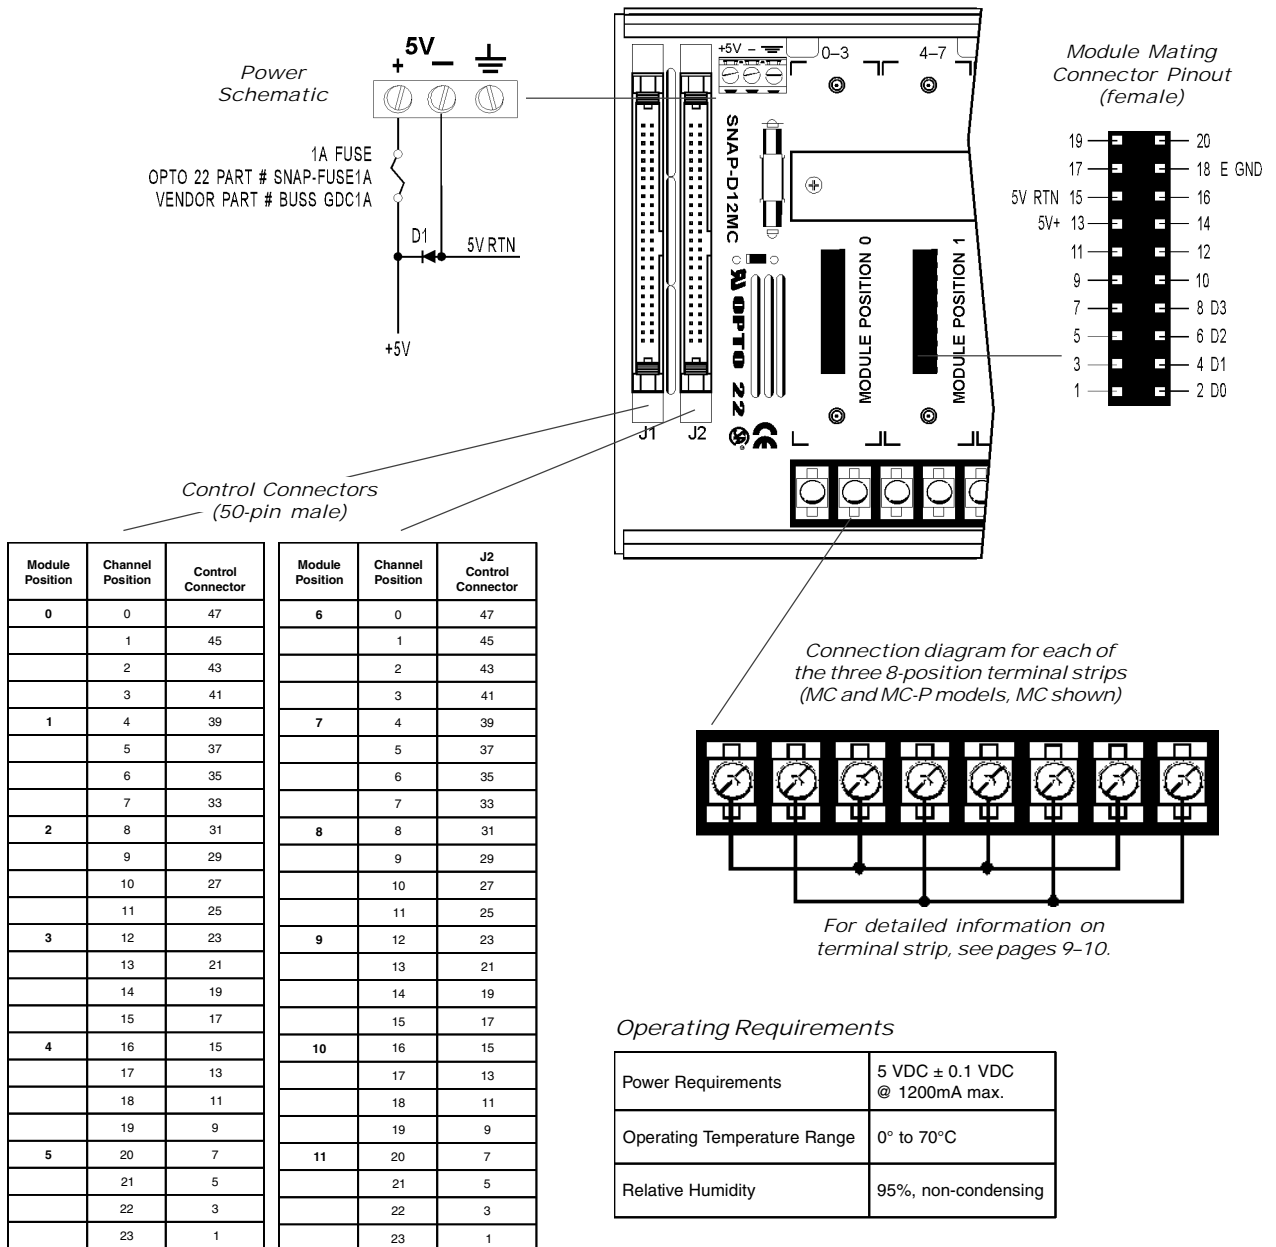 Power
Schematic
5V
+ –
1A FUSE
OPTO 22 PART # SNAP-FUSE1A
VENDOR PART # BUSS GDC1A
D1
5V RTN
+5V
+5V –
0–3
4–7
SNAP-D12MC
OPTO 22
MODULE POSITION 0
MODULE POSITION 1
CE
J1
J2
Module Mating
Connector Pinout
(female)
19 20
17 18 E GND
5V RTN 15 16
5V+ 13 14
11 12
9 10
7 8 D3
5 6 D2
3 4 D1
1 2 D0
Control Connectors
(50-pin male)
Module Position Channel Position Control Connector
0 0 47
1 45
2 43
3 41
1 4 39
5 37
6 35
7 33
2 8 31
9 29
10 27
11 25
3 12 23
13 21
14 19
15 17
4 16 15
17 13
18 11
19 9
5 20 7
21 5
22 3
23 1
Module Position Channel Position J2 Control Connector
6 0 47
1 45
2 43
3 41
7 4 39
5 37
6 35
7 33
8 8 31
9 29
10 27
11 25
9 12 23
13 21
14 19
15 17
10 16 15
17 13
18 11
19 9
11 20 7
21 5
22 3
23 1
Connection diagram for each of
the three 8-position terminal strips
(MC and MC-P models, MC shown)
For detailed information on
terminal strip, see pages 9–10.
Operating Requirements
Power Requirements 5 VDC ± 0.1 VDC
@ 1200mA max.
Operating Temperature Range 0° to 70°C
Relative Humidity 95%, non-condensing